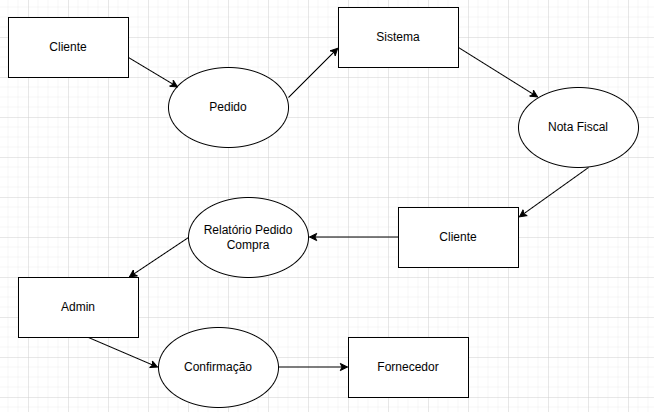 Cliente
Pedido
Sistema
Nota Fiscal
Cliente
Relatório Pedido
Compra
Admin
Confirmação
Fornecedor